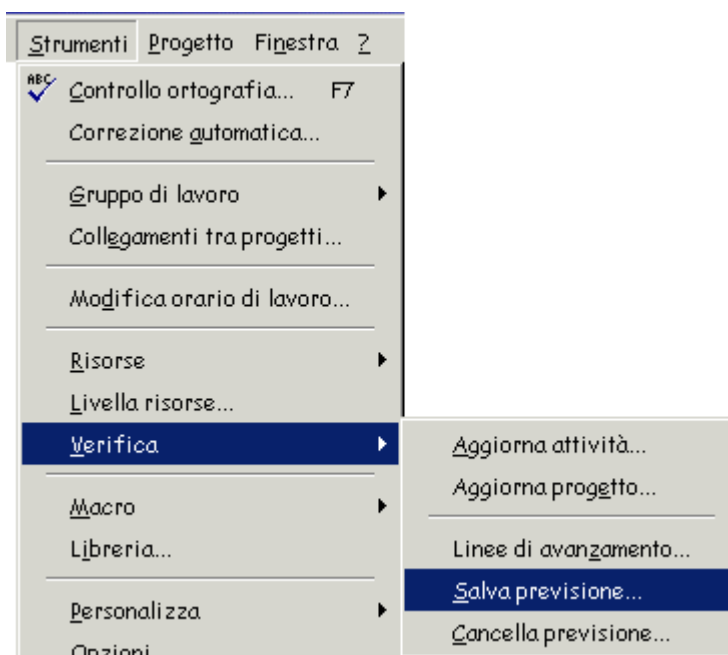 Strumenti Progetto Finestra ?
ABC Controllo ortografia... F7
Correzione automatica...
Gruppo di lavoro
Collegamenti tra progetti...
Modifica orario di lavoro...
Risorse
Livella risorse...
Verifica
Macro
Libreria...
Personalizza
Opzioni
Aggiorna attività...
Aggiorna progetto...
Linee di avanzamento...
Salva previsione...
Cancella previsione...